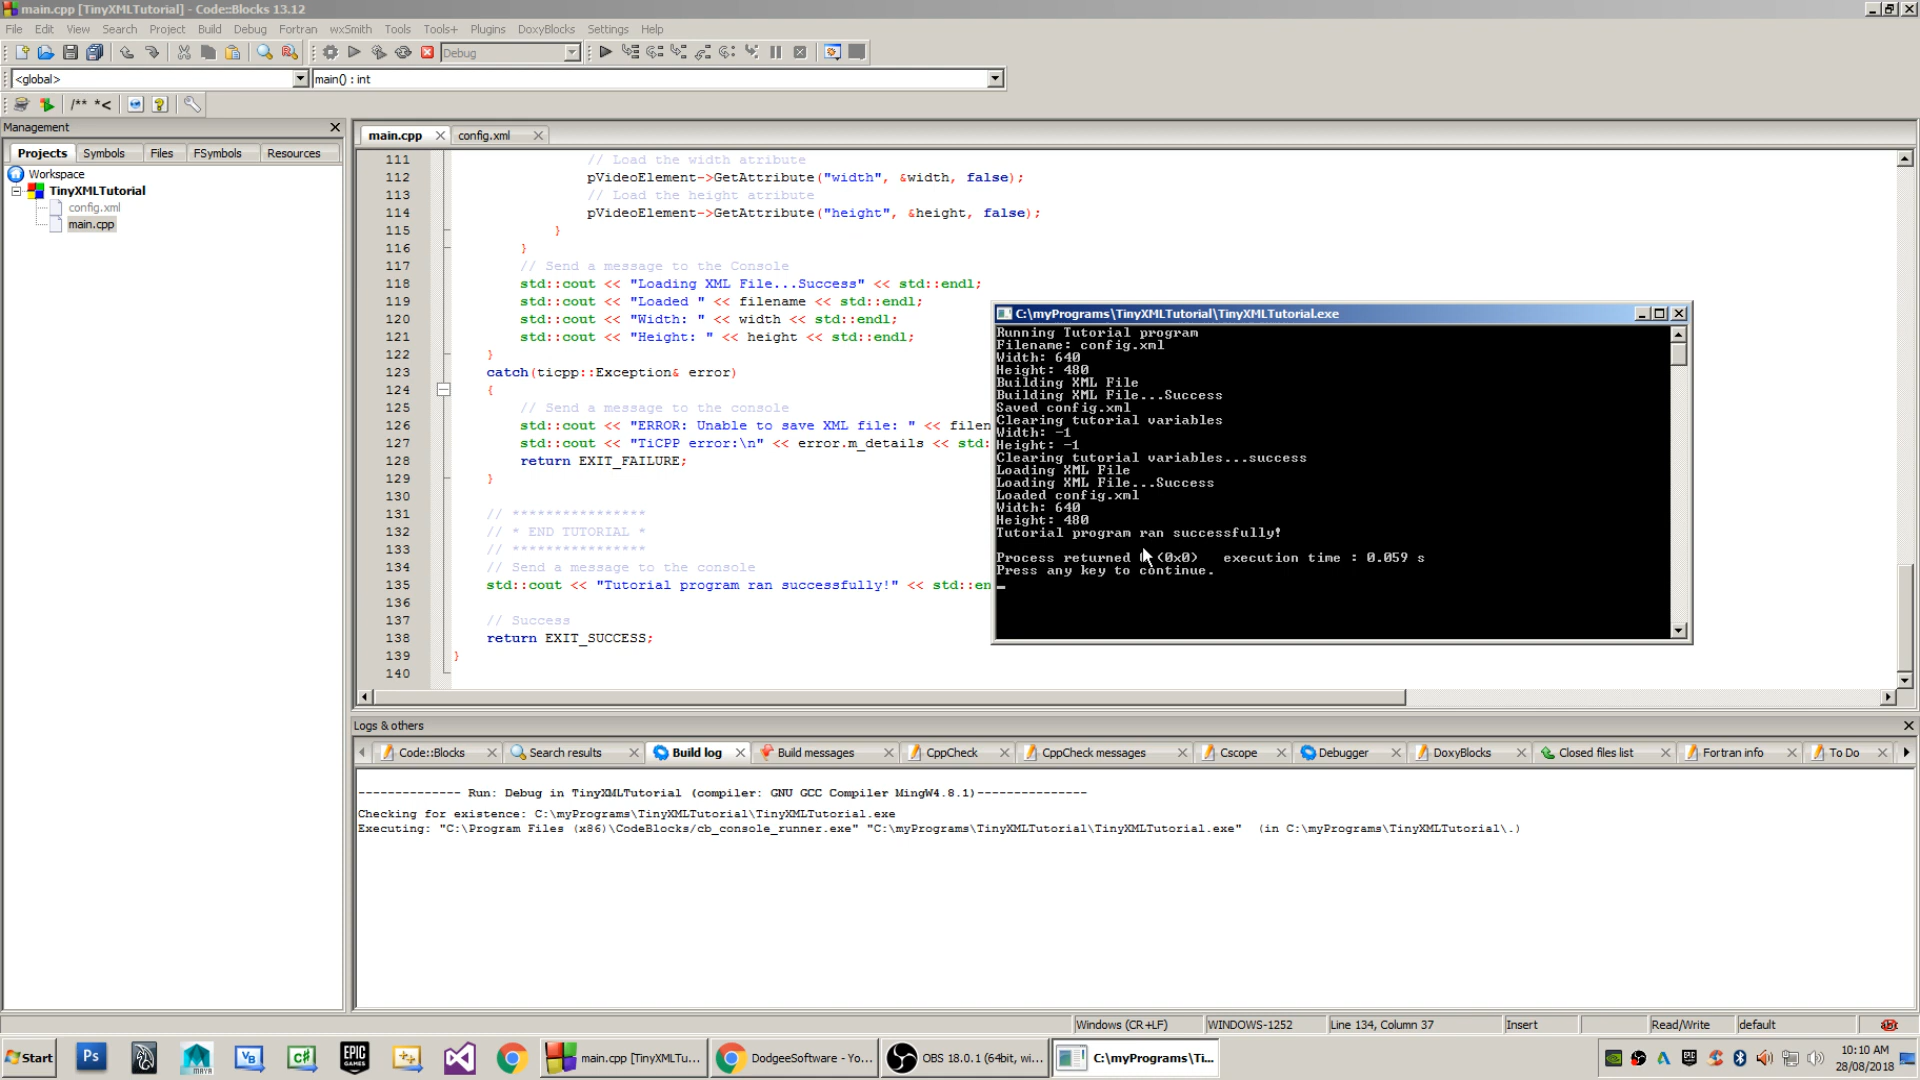 main.cpp [TinyXMLTutorial] - Code::Blocks 13.12
File Edit View Search Project Build Debug Fortran wxSmith Tools Tools+ Plugins DoxyBlocks Settings Help
Debug
<global>
main() : int
/** *<
Management
Projects Symbols Files FSymbols Resources
Workspace
TinyXMLTutorial
config.xml
main.cpp
main.cpp config.xml
111 // Load the width atribute
112 pVideoElement->GetAttribute("width", &width, false);
113 // Load the height atribute
114 pVideoElement->GetAttribute("height", &height, false);
115 }
116 }
117 // Send a message to the Console
118 std::cout << "Loading XML File...Success" << std::endl;
119 std::cout << "Loaded " << filename << std::endl;
120 std::cout << "Width: " << width << std::endl;
121 std::cout << "Height: " << height << std::endl;
122 }
123 catch(ticpp::Exception& error)
124 {
125 // Send a message to the console
126 std::cout << "ERROR: Unable to save XML file: " << filen
127 std::cout << "TiCPP error:\n" << error.m_details << std:
128 return EXIT_FAILURE;
129 }
130
131 // ****************
132 // * END TUTORIAL *
133 // ****************
134 // Send a message to the console
135 std::cout << "Tutorial program ran successfully!" << std::en
136
137 // Success
138 return EXIT_SUCCESS;
139 }
140
C:\myPrograms\TinyXMLTutorial\TinyXMLTutorial.exe
Running Tutorial program
Filename: config.xml
Width: 640
Height: 480
Building XML File
Building XML File...Success
Saved config.xml
Clearing tutorial variables
Width: -1
Height: -1
Clearing tutorial variables...success
Loading XML File
Loading XML File...Success
Loaded config.xml
Width: 640
Height: 480
Tutorial program ran successfully!
Process returned (0x0) execution time : 0.059 s
Press any key to continue.
Logs & others
Code::Blocks Search results Build log Build messages CppCheck CppCheck messages Cscope Debugger DoxyBlocks Closed files list Fortran info To Do
-------------- Run: Debug in TinyXMLTutorial (compiler: GNU GCC Compiler MingW4.8.1)---------------
Checking for existence: C:\myPrograms\TinyXMLTutorial\TinyXMLTutorial.exe
Executing: "C:\Program Files (x86)\CodeBlocks/cb_console_runner.exe" "C:\myPrograms\TinyXMLTutorial\TinyXMLTutorial.exe" (in C:\myPrograms\TinyXMLTutorial\.)
Windows (CR+LF) WINDOWS-1252 Line 134, Column 37 Insert Read/Write default
Start Ps MAYA VB C# EPIC GAMES main.cpp [TinyXMLTu... DodgeeSoftware - Yo... OBS 18.0.1 (64bit, wi... C:\myPrograms\Ti...
10:10 AM
28/08/2018